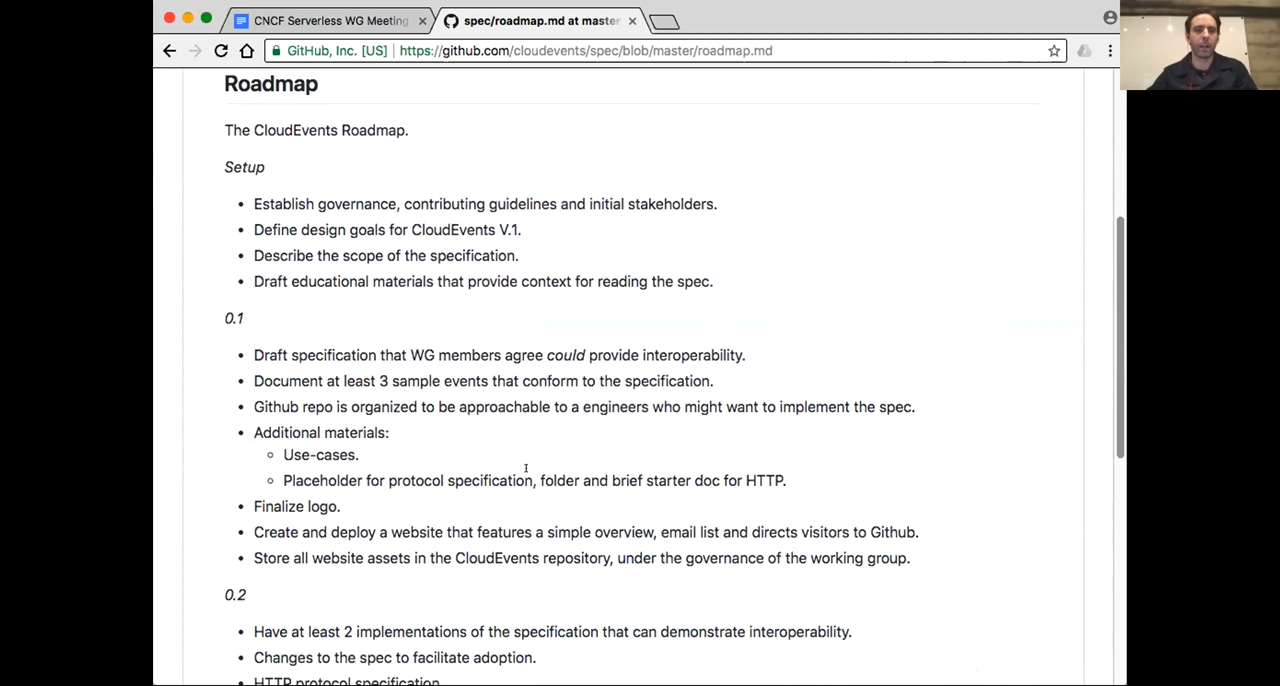 CNCF Serverless WG Meeting
spec/roadmap.md at master
GitHub, Inc. [US]
https://github.com/cloudevents/spec/blob/master/roadmap.md
Roadmap
The CloudEvents Roadmap.
Setup
• Establish governance, contributing guidelines and initial stakeholders.
• Define design goals for CloudEvents V.1.
• Describe the scope of the specification.
• Draft educational materials that provide context for reading the spec.
0.1
• Draft specification that WG members agree could provide interoperability.
• Document at least 3 sample events that conform to the specification.
• Github repo is organized to be approachable to a engineers who might want to implement the spec.
• Additional materials:
◦ Use-cases.
◦ Placeholder for protocol specification, folder and brief starter doc for HTTP.
• Finalize logo.
• Create and deploy a website that features a simple overview, email list and directs visitors to Github.
• Store all website assets in the CloudEvents repository, under the governance of the working group.
0.2
• Have at least 2 implementations of the specification that can demonstrate interoperability.
• Changes to the spec to facilitate adoption.
• HTTP protocol specification